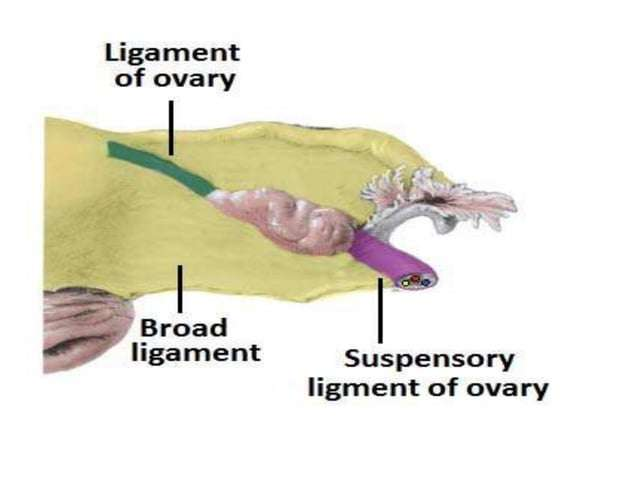 Ligament
of ovary
Broad
ligament
Suspensory
ligment of ovary